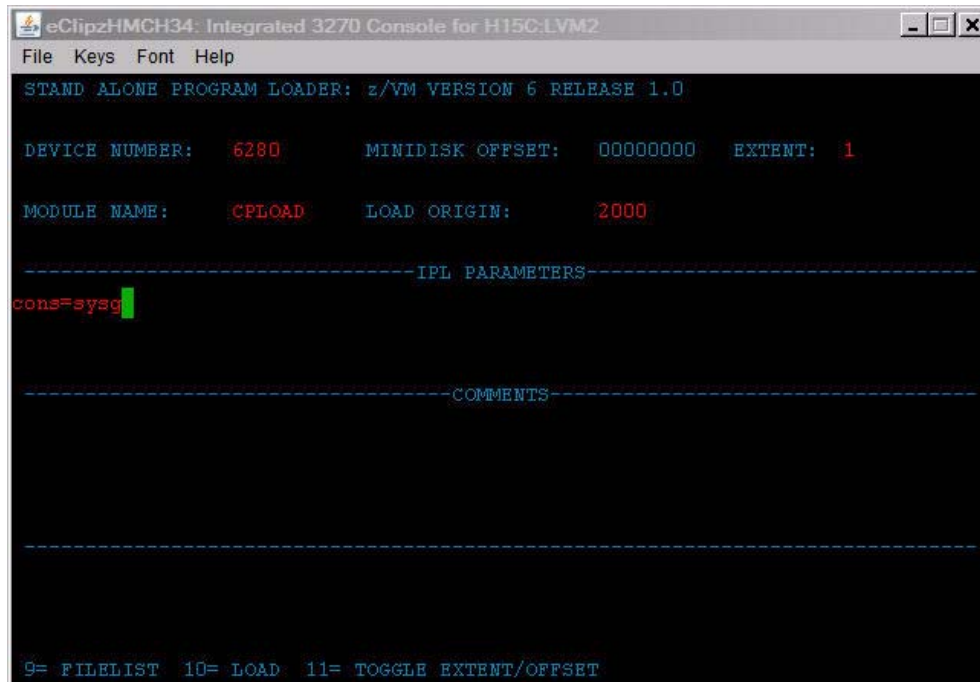 eClipzHMCH34: Integrated 3270 Console for H15C:LVM2
File Keys Font Help
STAND ALONE PROGRAM LOADER: z/VM VERSION 6 RELEASE 1.0
DEVICE NUMBER: 6280 MINIDISK OFFSET: 00000000 EXTENT: 1
MODULE NAME: CPLOAD LOAD ORIGIN: 2000
--------------------------------IPL PARAMETERS--------------------------------
cons=sysg
-----------------------------------COMMENTS-----------------------------------
------------------------------------------------------------------------------
9= FILELIST 10= LOAD 11= TOGGLE EXTENT/OFFSET